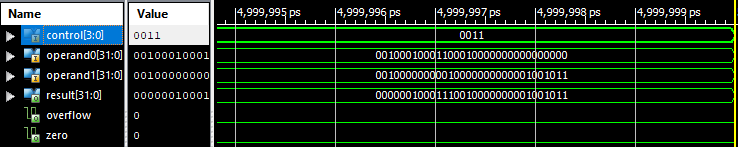 Name Value 4,999,995 ps 4,999,996 ps 4,999,997 ps 4,999,998 ps 4,999,999 ps
control[3:0] 0011 0011
operand0[31:0] 00100010001 00100010001100010000000000000000
operand1[31:0] 00100000000 00100000000010000000000001001011
result[31:0] 00000010001 00000010001110010000000001001011
overflow 0
zero 0